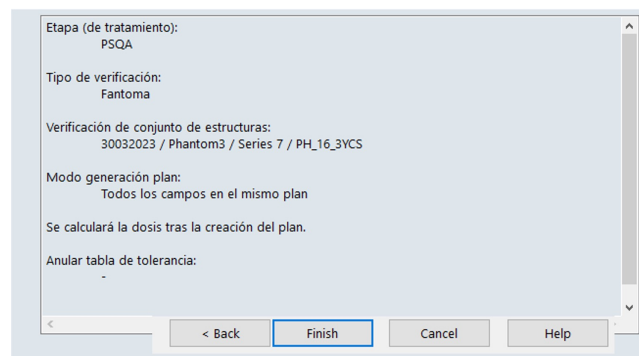 Etapa (de tratamiento):
PSQA
Tipo de verificación:
Fantoma
Verificación de conjunto de estructuras:
30032023 / Phantom3 / Series 7 / PH_16_3YCS
Modo generación plan:
Todos los campos en el mismo plan
Se calculará la dosis tras la creación del plan.
Anular tabla de tolerancia:
-
< Back Finish Cancel Help